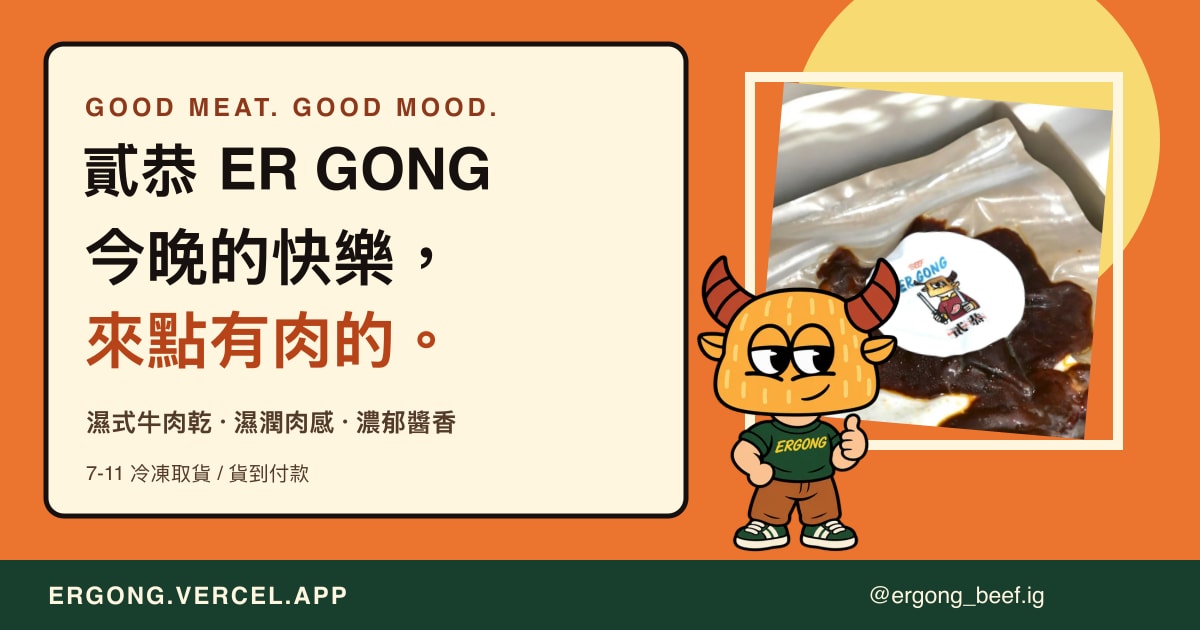 GOOD MEAT. GOOD MOOD.
貳恭 ER GONG
今晚的快樂，
來點有肉的。
濕式牛肉乾 · 濕潤肉感 · 濃郁醬香
7-11 冷凍取貨 / 貨到付款
ER GONG
貳恭
ERGONG
ERGONG.VERCEL.APP
@ergong_beef.ig